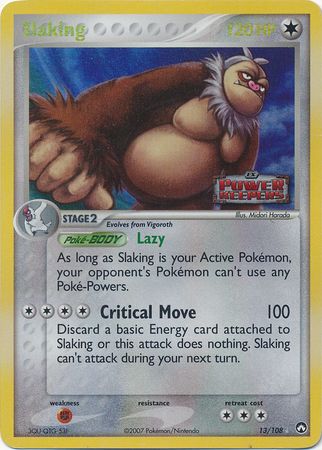 Slaking 120 HP
EX
POWER
KEEPERS
Illus. Midori Harada
STAGE 2
Evolves from Vigoroth
Poké-BODY Lazy
As long as Slaking is your Active Pokémon,
your opponent's Pokémon can't use any
Poké-Powers.
Critical Move 100
Discard a basic Energy card attached to
Slaking or this attack does nothing. Slaking
can't attack during your next turn.
weakness resistance retreat cost
©2007 Pokémon/Nintendo 13/108